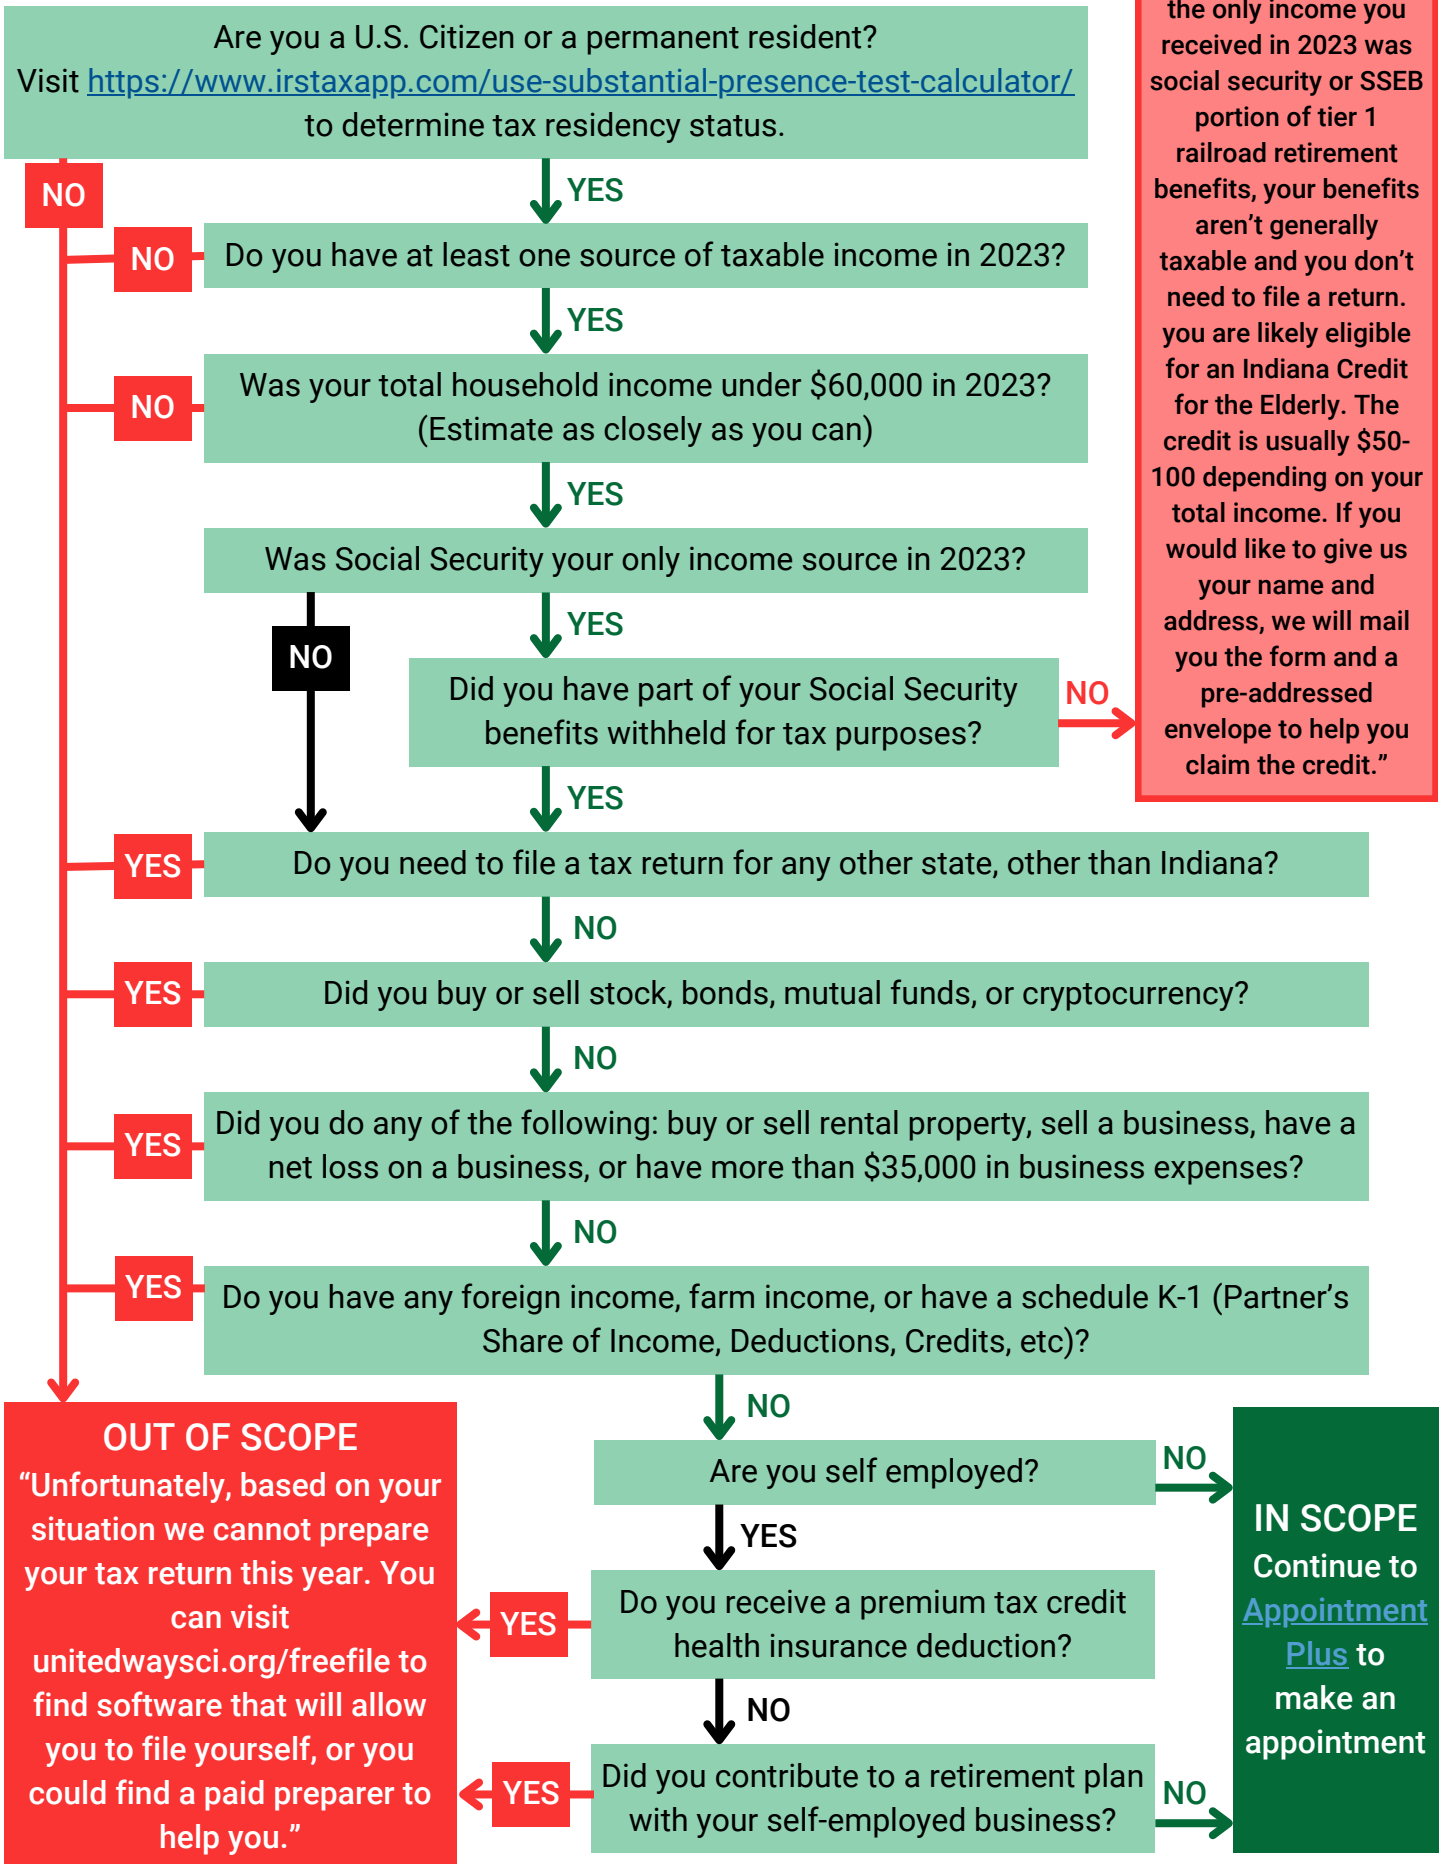 Are you a U.S. Citizen or a permanent resident?
Visit https://www.irstaxapp.com/use-substantial-presence-test-calculator/
to determine tax residency status.
NO
YES
NO
Do you have at least one source of taxable income in 2023?
YES
NO
Was your total household income under $60,000 in 2023?
(Estimate as closely as you can)
YES
Was Social Security your only income source in 2023?
NO
YES
Did you have part of your Social Security
benefits withheld for tax purposes?
NO
the only income you
received in 2023 was
social security or SSEB
portion of tier 1
railroad retirement
benefits, your benefits
aren’t generally
taxable and you don’t
need to file a return.
you are likely eligible
for an Indiana Credit
for the Elderly. The
credit is usually $50-
100 depending on your
total income. If you
would like to give us
your name and
address, we will mail
you the form and a
pre-addressed
envelope to help you
claim the credit.”
YES
YES
Do you need to file a tax return for any other state, other than Indiana?
NO
YES
Did you buy or sell stock, bonds, mutual funds, or cryptocurrency?
NO
YES
Did you do any of the following: buy or sell rental property, sell a business, have a
net loss on a business, or have more than $35,000 in business expenses?
NO
YES
Do you have any foreign income, farm income, or have a schedule K-1 (Partner’s
Share of Income, Deductions, Credits, etc)?
NO
Are you self employed?
NO
YES
Do you receive a premium tax credit
health insurance deduction?
YES
NO
Did you contribute to a retirement plan
with your self-employed business?
YES
NO
OUT OF SCOPE
“Unfortunately, based on your
situation we cannot prepare
your tax return this year. You
can visit
unitedwaysci.org/freefile to
find software that will allow
you to file yourself, or you
could find a paid preparer to
help you.”
IN SCOPE
Continue to
Appointment
Plus to
make an
appointment